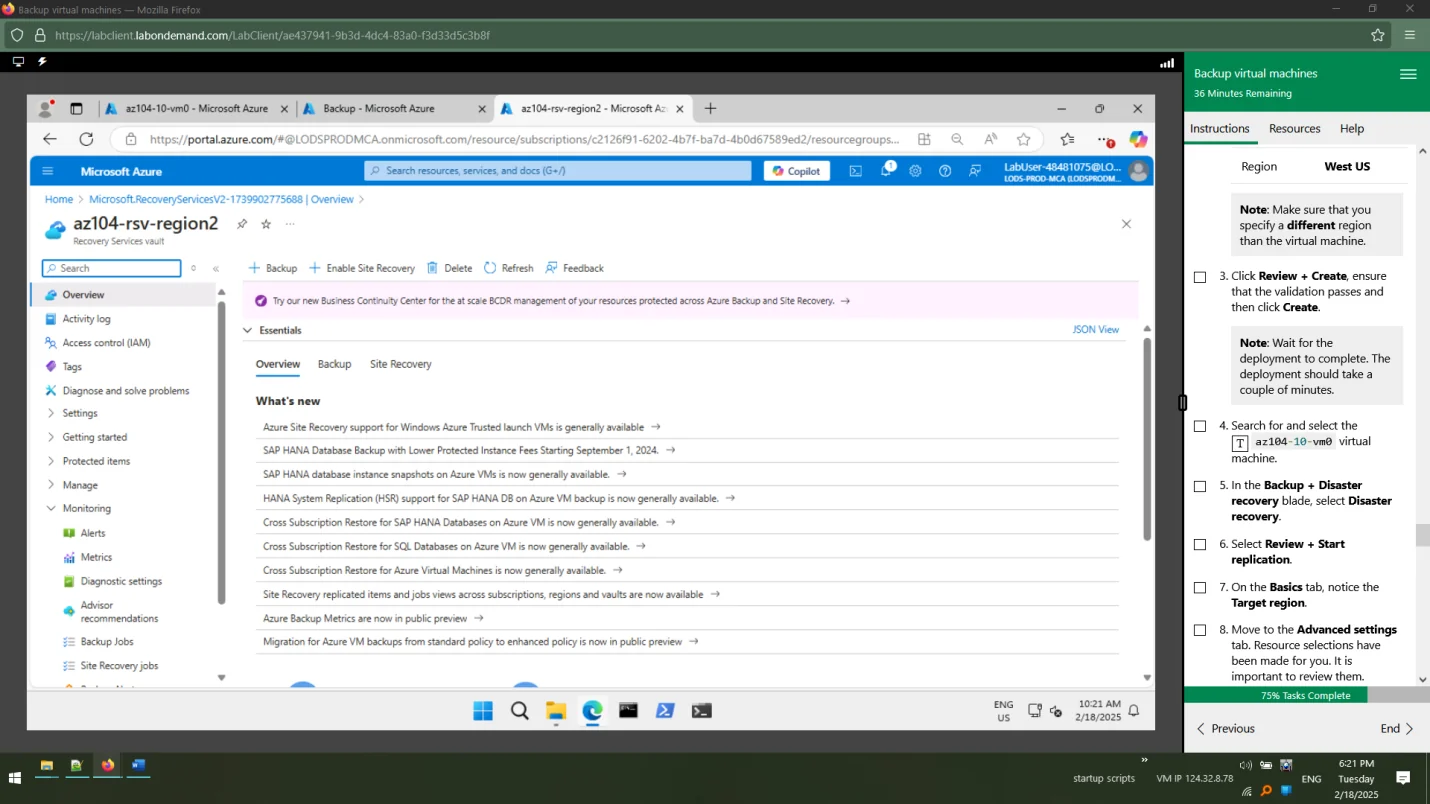 Backup virtual machines — Mozilla Firefox
https://labclient.labondemand.com/LabClient/ae437941-9b3d-4dc4-83a0-f3d33d5c3b8f
az104-10-vm0 - Microsoft Azure
Backup - Microsoft Azure
az104-rsv-region2 - Microsoft Az
https://portal.azure.com/#@LODSPRODMCA.onmicrosoft.com/resource/subscriptions/c2126f91-6202-4b7f-ba7d-4b0d67589ed2/resourcegroups...
Microsoft Azure
Search resources, services, and docs (G+/)
Copilot
1
LabUser-48481075@LO...
LODS-PROD-MCA (LODSPRODM...
Home > Microsoft.RecoveryServicesV2-1739902775688 | Overview >
az104-rsv-region2
Recovery Services vault
Search
Backup
Enable Site Recovery
Delete
Refresh
Feedback
Overview
Activity log
Access control (IAM)
Tags
Diagnose and solve problems
Settings
Getting started
Protected items
Manage
Monitoring
Alerts
Metrics
Diagnostic settings
Advisor
recommendations
Backup Jobs
Site Recovery jobs
Try our new Business Continuity Center for the at scale BCDR management of your resources protected across Azure Backup and Site Recovery. →
Essentials
JSON View
Overview
Backup
Site Recovery
What's new
Azure Site Recovery support for Windows Azure Trusted launch VMs is generally available →
SAP HANA Database Backup with Lower Protected Instance Fees Starting September 1, 2024. →
SAP HANA database instance snapshots on Azure VMs is now generally available. →
HANA System Replication (HSR) support for SAP HANA DB on Azure VM backup is now generally available. →
Cross Subscription Restore for SAP HANA Databases on Azure VM is now generally available. →
Cross Subscription Restore for SQL Databases on Azure VM is now generally available. →
Cross Subscription Restore for Azure Virtual Machines is now generally available. →
Site Recovery replicated items and jobs views across subscriptions, regions and vaults are now available →
Azure Backup Metrics are now in public preview →
Migration for Azure VM backups from standard policy to enhanced policy is now in public preview →
ENG
US
10:21 AM
2/18/2025
Backup virtual machines
36 Minutes Remaining
Instructions
Resources
Help
Region West US
Note: Make sure that you
specify a different region
than the virtual machine.
3. Click Review + Create, ensure
that the validation passes and
then click Create.
Note: Wait for the
deployment to complete. The
deployment should take a
couple of minutes.
4. Search for and select the
T az104-10-vm0 virtual
machine.
5. In the Backup + Disaster
recovery blade, select Disaster
recovery.
6. Select Review + Start
replication.
7. On the Basics tab, notice the
Target region.
8. Move to the Advanced settings
tab. Resource selections have
been made for you. It is
important to review them.
75% Tasks Complete
Previous
End
startup scripts
VM IP 124.32.8.78
ENG
6:21 PM
Tuesday
2/18/2025